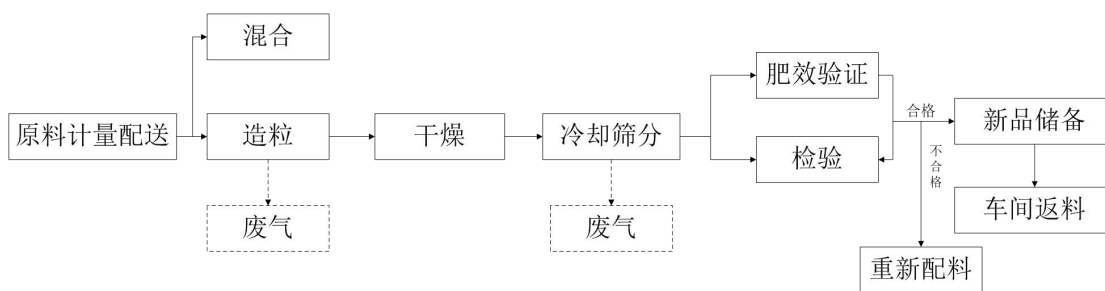 混合
肥效验证
原料计量配送
造粒
干燥
冷却筛分
合格
新品储备
不合格
检验
废气
废气
车间返料
重新配料